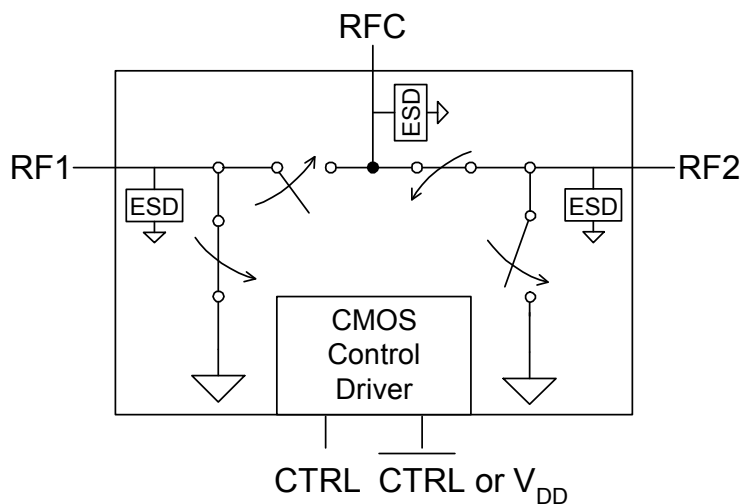 RFC
ESD
RF1
RF2
ESD
ESD
CMOS
Control
Driver
CTRL
CTRL or VDD